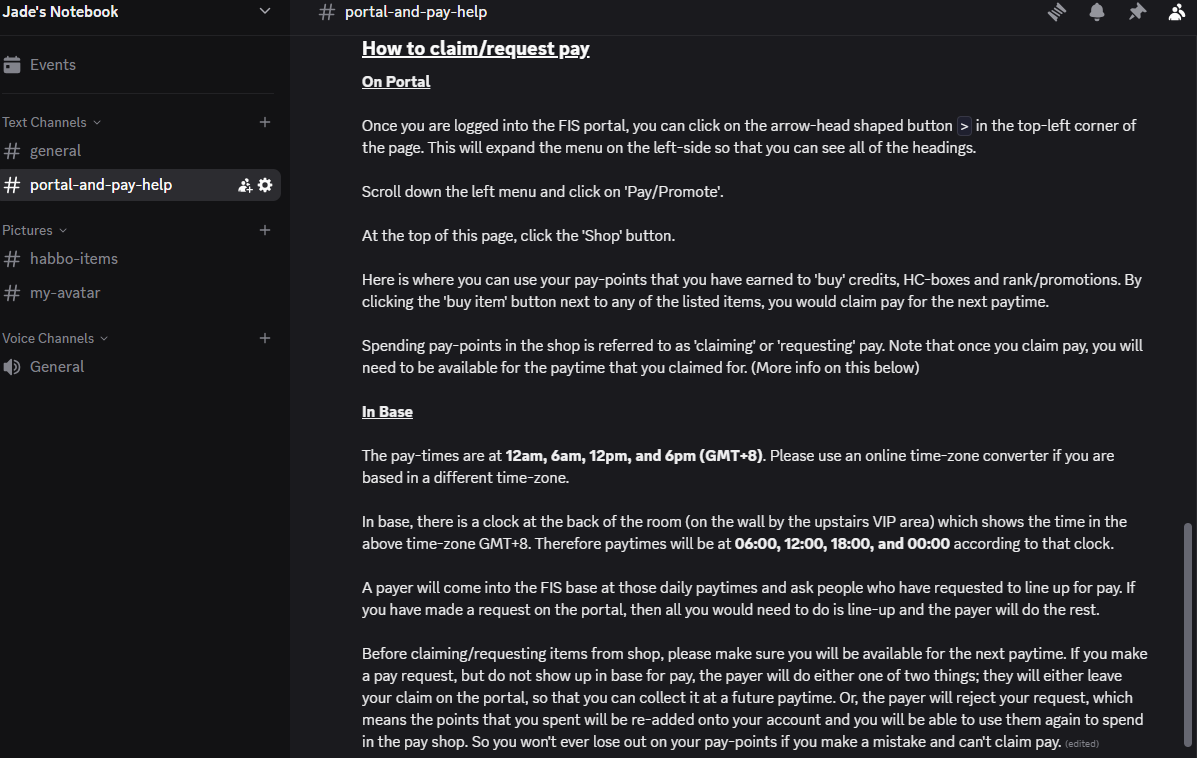 Jade's Notebook
Events
Text Channels
general
portal-and-pay-help
Pictures
habbo-items
my-avatar
Voice Channels
General
# portal-and-pay-help
How to claim/request pay
On Portal
Once you are logged into the FIS portal, you can click on the arrow-head shaped button > in the top-left corner of
the page. This will expand the menu on the left-side so that you can see all of the headings.
Scroll down the left menu and click on 'Pay/Promote'.
At the top of this page, click the 'Shop' button.
Here is where you can use your pay-points that you have earned to 'buy' credits, HC-boxes and rank/promotions. By
clicking the 'buy item' button next to any of the listed items, you would claim pay for the next paytime.
Spending pay-points in the shop is referred to as 'claiming' or 'requesting' pay. Note that once you claim pay, you will
need to be available for the paytime that you claimed for. (More info on this below)
In Base
The pay-times are at 12am, 6am, 12pm, and 6pm (GMT+8). Please use an online time-zone converter if you are
based in a different time-zone.
In base, there is a clock at the back of the room (on the wall by the upstairs VIP area) which shows the time in the
above time-zone GMT+8. Therefore paytimes will be at 06:00, 12:00, 18:00, and 00:00 according to that clock.
A payer will come into the FIS base at those daily paytimes and ask people who have requested to line up for pay. If
you have made a request on the portal, then all you would need to do is line-up and the payer will do the rest.
Before claiming/requesting items from shop, please make sure you will be available for the next paytime. If you make
a pay request, but do not show up in base for pay, the payer will do either one of two things; they will either leave
your claim on the portal, so that you can collect it at a future paytime. Or, the payer will reject your request, which
means the points that you spent will be re-added onto your account and you will be able to use them again to spend
in the pay shop. So you won't ever lose out on your pay-points if you make a mistake and can't claim pay. (edited)